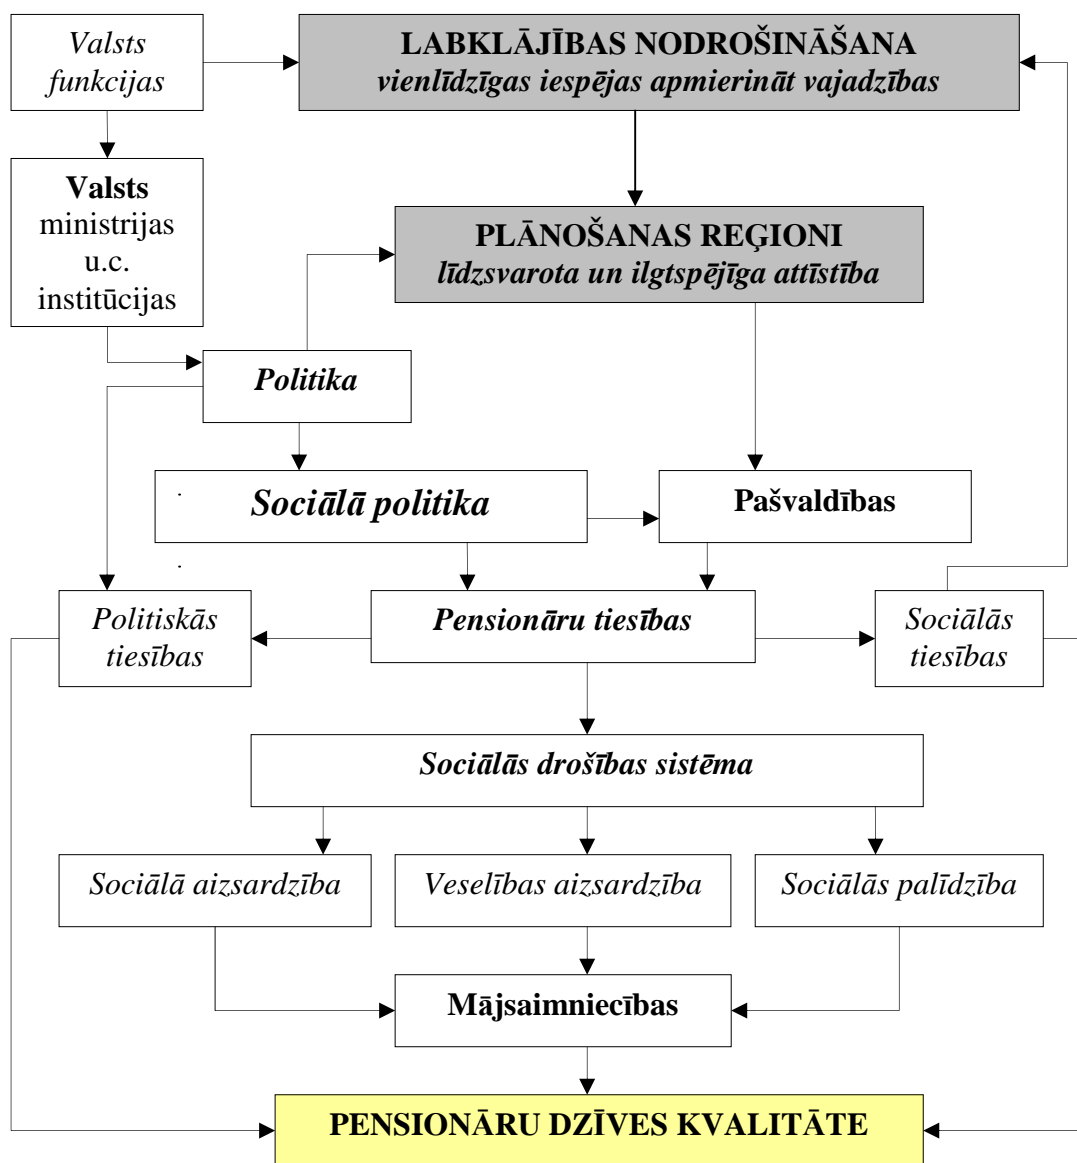 Valsts
funkcijas
LABKLĀJĪBAS NODROŠINĀŠANA
vienlīdzīgas iespējas apmierināt vajadzības
Valsts
ministrijas
u.c.
institūcijas
PLĀNOŠANAS REĢIONI
līdzsvarota un ilgtspējīga attīstība
Politika
Sociālā politika
Pašvaldības
Politiskās
tiesības
Pensionāru tiesības
Sociālās
tiesības
Sociālās drošības sistēma
Sociālā aizsardzība
Veselības aizsardzība
Sociālās palīdzība
Mājsaimniecības
PENSIONĀRU DZĪVES KVALITĀTE